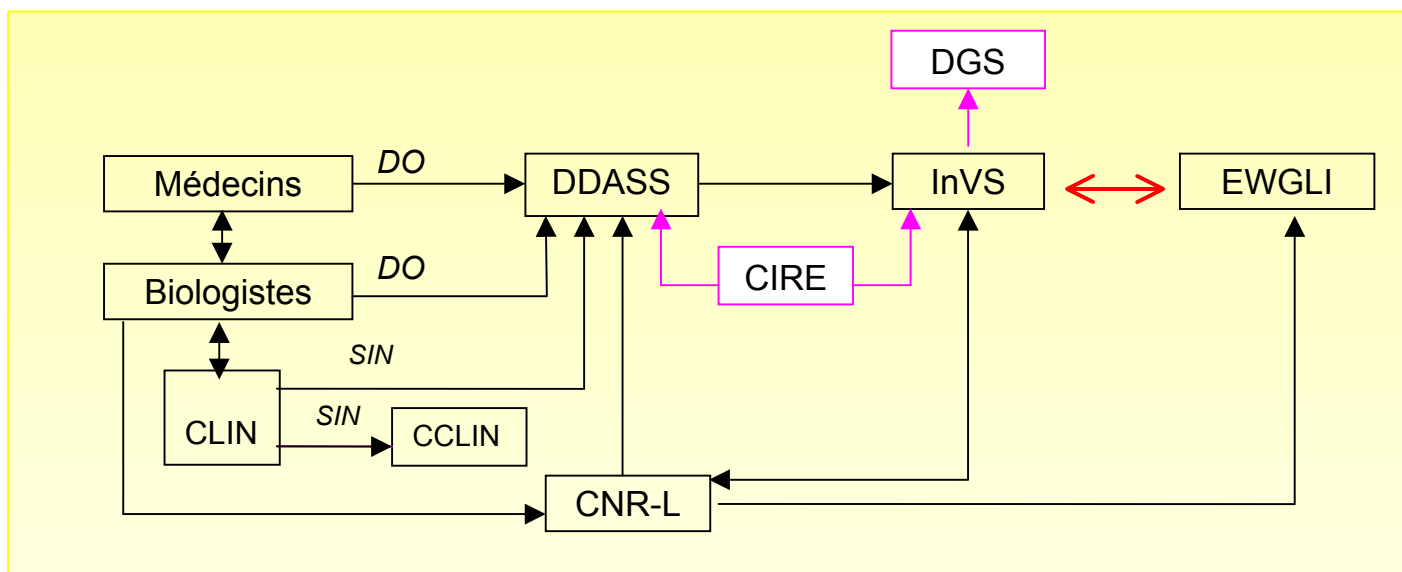 DGS
Médecins
DO
DDASS
InVS
EWGLI
Biologistes
DO
CIRE
SIN
CLIN
SIN
CCLIN
CNR-L